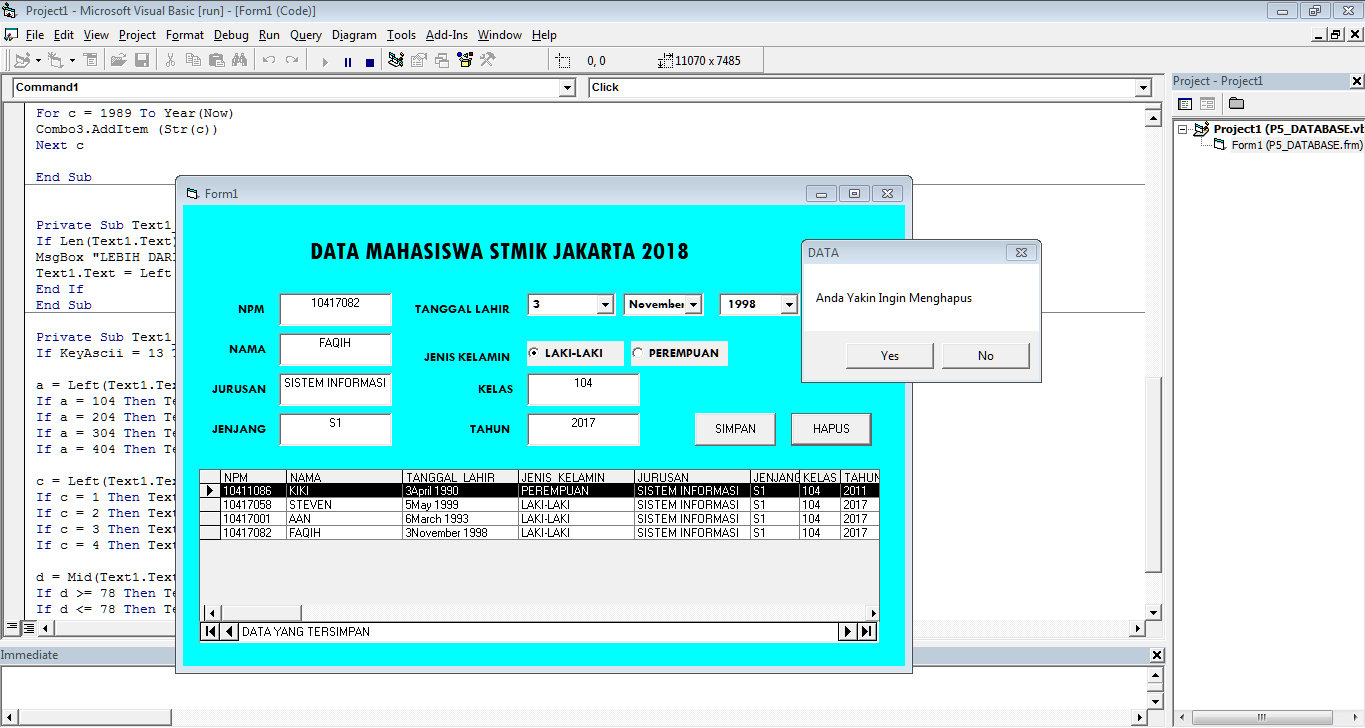 Project1 - Microsoft Visual Basic [run] - [Form1 (Code)]
File Edit View Project Format Debug Run Query Diagram Tools Add-Ins Window Help
0, 0 11070 x 7485
Command1 Click
For c = 1989 To Year(Now)
Combo3.AddItem (Str(c))
Next c
End Sub
Private Sub Text1_
If Len(Text1.Text)
MsgBox "LEBIH DARI
Text1.Text = Left
End If
End Sub
Private Sub Text1_
If KeyAscii = 13 T
a = Left(Text1.Tex
If a = 104 Then Te
If a = 204 Then Te
If a = 304 Then Te
If a = 404 Then Te
c = Left(Text1.Tex
If c = 1 Then Text
If c = 2 Then Text
If c = 3 Then Text
If c = 4 Then Text
d = Mid(Text1.Text
If d >= 78 Then Te
If d <= 78 Then Te
Immediate
Project - Project1
Project1 (P5_DATABASE.vb
Form1 (P5_DATABASE.frm)
Form1
DATA MAHASISWA STMIK JAKARTA 2018
NPM 10417082 TANGGAL LAHIR 3 November 1998
NAMA FAQIH JENIS KELAMIN LAKI-LAKI PEREMPUAN
JURUSAN SISTEM INFORMASI KELAS 104
JENJANG S1 TAHUN 2017 SIMPAN HAPUS
NPM NAMA TANGGAL LAHIR JENIS KELAMIN JURUSAN JENJANG KELAS TAHUN
10411086 KIKI 3April 1990 PEREMPUAN SISTEM INFORMASI S1 104 2011
10417058 STEVEN 5May 1999 LAKI-LAKI SISTEM INFORMASI S1 104 2017
10417001 AAN 6March 1993 LAKI-LAKI SISTEM INFORMASI S1 104 2017
10417082 FAQIH 3November 1998 LAKI-LAKI SISTEM INFORMASI S1 104 2017
DATA YANG TERSIMPAN
DATA
Anda Yakin Ingin Menghapus
Yes No